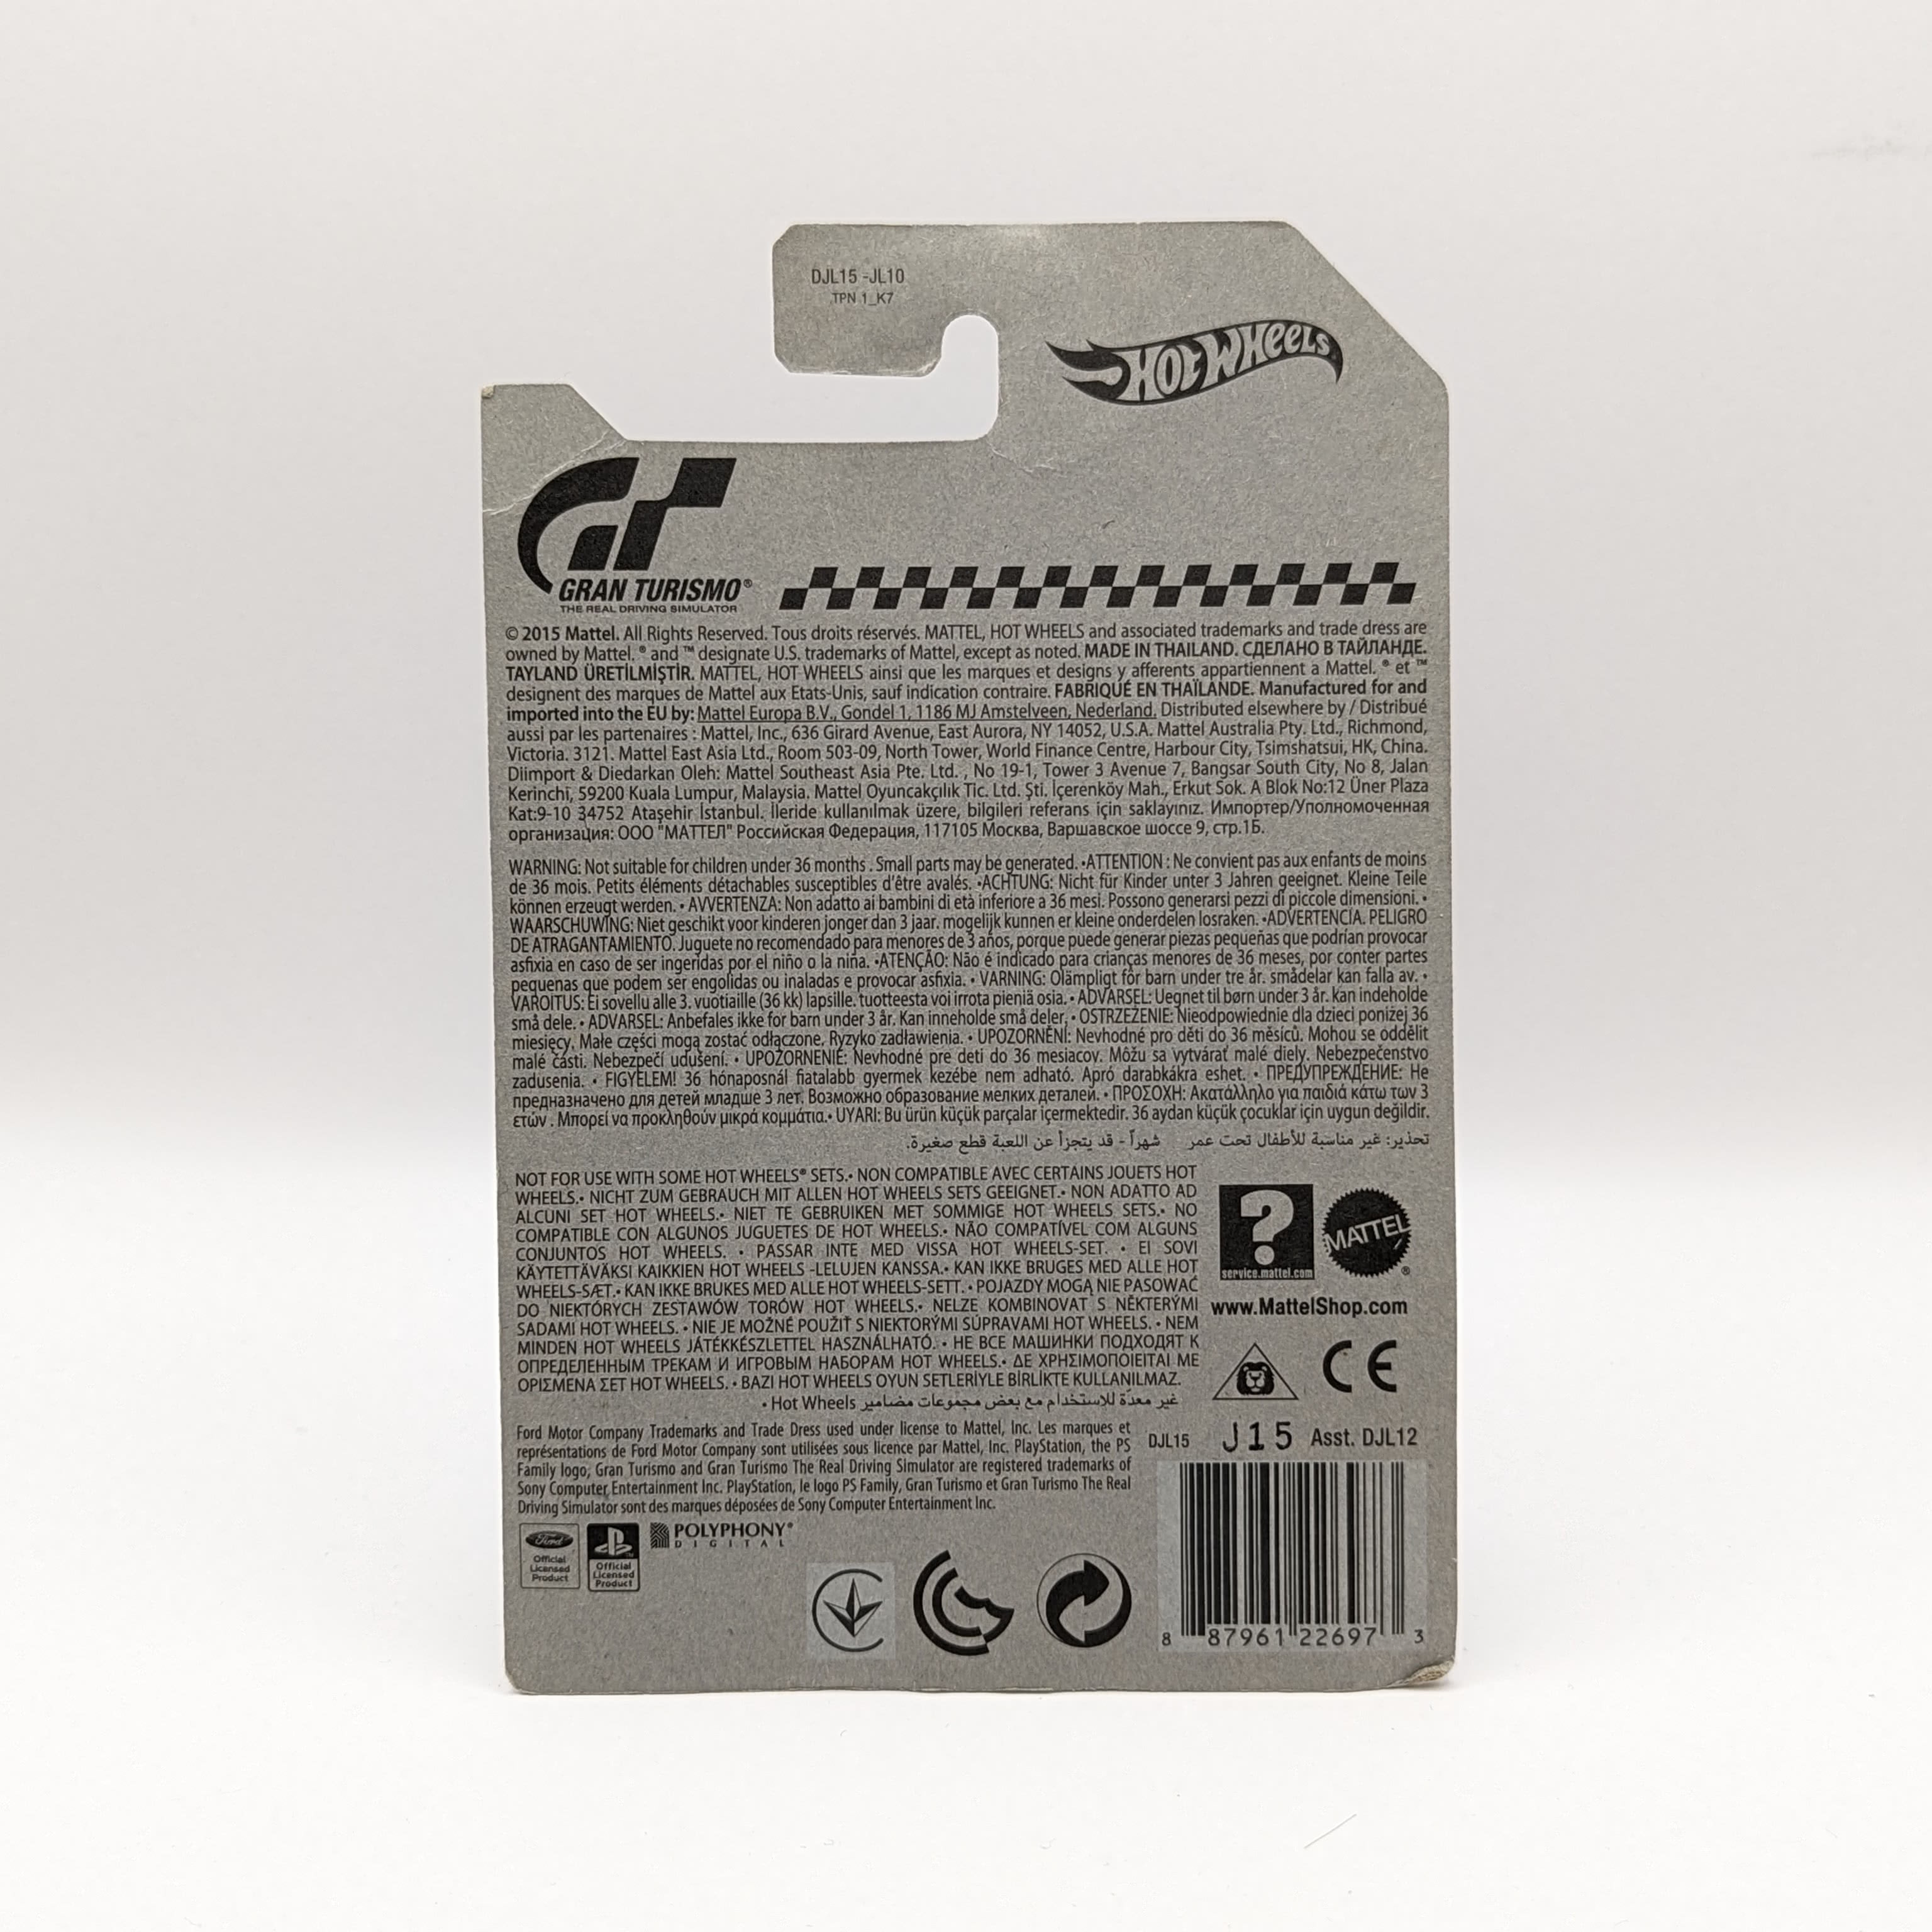 DJL15 -JL10
TPN 1_K7
HOT WHEELS
GRAN TURISMO®
THE REAL DRIVING SIMULATOR
© 2015 Mattel. All Rights Reserved. Tous droits réservés. MATTEL, HOT WHEELS and associated trademarks and trade dress are
owned by Mattel. ® and ™ designate U.S. trademarks of Mattel, except as noted. MADE IN THAILAND. СДЕЛАНО В ТАЙЛАНДЕ.
TAYLAND ÜRETİLMİŞTİR. MATTEL, HOT WHEELS ainsi que les marques et designs y afferents appartiennent a Mattel. ® et ™
designent des marques de Mattel aux Etats-Unis, sauf indication contraire. FABRIQUÉ EN THAÏLANDE. Manufactured for and
imported into the EU by: Mattel Europa B.V., Gondel 1, 1186 MJ Amstelveen, Nederland. Distributed elsewhere by / Distribué
aussi par les partenaires : Mattel, Inc., 636 Girard Avenue, East Aurora, NY 14052, U.S.A. Mattel Australia Pty. Ltd., Richmond,
Victoria. 3121. Mattel East Asia Ltd., Room 503-09, North Tower, World Finance Centre, Harbour City, Tsimshatsui, HK, China.
Diimport & Diedarkan Oleh: Mattel Southeast Asia Pte. Ltd. , No 19-1, Tower 3 Avenue 7, Bangsar South City, No 8, Jalan
Kerinchi, 59200 Kuala Lumpur, Malaysia. Mattel Oyuncakçılık Tic. Ltd. Şti. İçerenköy Mah., Erkut Sok. A Blok No:12 Üner Plaza
Kat:9-10 34752 Ataşehir İstanbul. İleride kullanılmak üzere, bilgileri referans için saklayınız. Импортер/Уполномоченная
организация: ООО "МАТТЕЛ" Российская Федерация, 117105 Москва, Варшавское шоссе 9, стр.1Б.
WARNING: Not suitable for children under 36 months . Small parts may be generated. •ATTENTION : Ne convient pas aux enfants de moins
de 36 mois. Petits éléments détachables susceptibles d'être avalés. •ACHTUNG: Nicht für Kinder unter 3 Jahren geeignet. Kleine Teile
können erzeugt werden. • AVVERTENZA: Non adatto ai bambini di età inferiore a 36 mesi. Possono generarsi pezzi di piccole dimensioni. •
WAARSCHUWING: Niet geschikt voor kinderen jonger dan 3 jaar. mogelijk kunnen er kleine onderdelen losraken. •ADVERTENCIA. PELIGRO
DE ATRAGANTAMIENTO. Juguete no recomendado para menores de 3 años, porque puede generar piezas pequeñas que podrían provocar
asfixia en caso de ser ingeridas por el niño o la niña. •ATENÇÃO: Não é indicado para crianças menores de 36 meses, por conter partes
pequenas que podem ser engolidas ou inaladas e provocar asfixia. • VARNING: Olämpligt för barn under tre år. smådelar kan falla av. •
VAROITUS: Ei sovellu alle 3. vuotiaille (36 kk) lapsille. tuotteesta voi irrota pieniä osia. • ADVARSEL: Uegnet til børn under 3 år. kan indeholde
små dele. • ADVARSEL: Anbefales ikke for barn under 3 år. Kan inneholde små deler. • OSTRZEŻENIE: Nieodpowiednie dla dzieci poniżej 36
miesięcy. Małe części mogą zostać odłączone. Ryzyko zadławienia. • UPOZORNĚNÍ: Nevhodné pro děti do 36 měsíců. Mohou se oddělit
malé části. Nebezpečí udušení. • UPOZORNENIE: Nevhodné pre deti do 36 mesiacov. Môžu sa vytvárať malé diely. Nebezpečenstvo
zadusenia. • FIGYELEM! 36 hónaposnál fiatalabb gyermek kezébe nem adható. Apró darabkákra eshet. • ПРЕДУПРЕЖДЕНИЕ: Не
предназначено для детей младше 3 лет. Возможно образование мелких деталей. • ΠΡΟΣΟΧΗ: Ακατάλληλο για παιδιά κάτω των 3
ετών . Μπορεί να προκληθούν μικρά κομμάτια.• UYARI: Bu ürün küçük parçalar içermektedir. 36 aydan küçük çocuklar için uygun değildir.
تحذير: غير مناسبة للأطفال تحت عمر شهراً - قد يتجزأ عن اللعبة قطع صغيرة.
NOT FOR USE WITH SOME HOT WHEELS® SETS.• NON COMPATIBLE AVEC CERTAINS JOUETS HOT
WHEELS.• NICHT ZUM GEBRAUCH MIT ALLEN HOT WHEELS SETS GEEIGNET.• NON ADATTO AD
ALCUNI SET HOT WHEELS.• NIET TE GEBRUIKEN MET SOMMIGE HOT WHEELS SETS.• NO
COMPATIBLE CON ALGUNOS JUGUETES DE HOT WHEELS.• NÃO COMPATÍVEL COM ALGUNS
CONJUNTOS HOT WHEELS. • PASSAR INTE MED VISSA HOT WHEELS-SET. • EI SOVI
KÄYTETTÄVÄKSI KAIKKIEN HOT WHEELS -LELUJEN KANSSA.• KAN IKKE BRUGES MED ALLE HOT
WHEELS-SÆT.• KAN IKKE BRUKES MED ALLE HOT WHEELS-SETT. • POJAZDY MOGĄ NIE PASOWAĆ
DO NIEKTÓRYCH ZESTAWÓW TORÓW HOT WHEELS.• NELZE KOMBINOVAT S NĚKTERÝMI
SADAMI HOT WHEELS. • NIE JE MOŽNÉ POUŽIŤ S NIEKTORÝMI SÚPRAVAMI HOT WHEELS. • NEM
MINDEN HOT WHEELS JÁTÉKKÉSZLETTEL HASZNÁLHATÓ. • НЕ ВСЕ МАШИНКИ ПОДХОДЯТ К
ОПРЕДЕЛЕННЫМ ТРЕКАМ И ИГРОВЫМ НАБОРАМ HOT WHEELS.• ΔΕ ΧΡΗΣΙΜΟΠΟΙΕΙΤΑΙ ΜΕ
ΟΡΙΣΜΕΝΑ ΣΕΤ HOT WHEELS. • BAZI HOT WHEELS OYUN SETLERİYLE BİRLİKTE KULLANILMAZ.
غير معدّة للاستخدام مع بعض مجموعات مضامير Hot Wheels •
service.mattel.com
MATTEL®
www.MattelShop.com
CE
Ford Motor Company Trademarks and Trade Dress used under license to Mattel, Inc. Les marques et
représentations de Ford Motor Company sont utilisées sous licence par Mattel, Inc. PlayStation, the PS
Family logo, Gran Turismo and Gran Turismo The Real Driving Simulator are registered trademarks of
Sony Computer Entertainment Inc. PlayStation, le logo PS Family, Gran Turismo et Gran Turismo The Real
Driving Simulator sont des marques déposées de Sony Computer Entertainment Inc.
DJL15 J15 Asst. DJL12
Ford
Official
Licensed
Product
Official
Licensed
Product
POLYPHONY®
DIGITAL
8 87961 22697 3